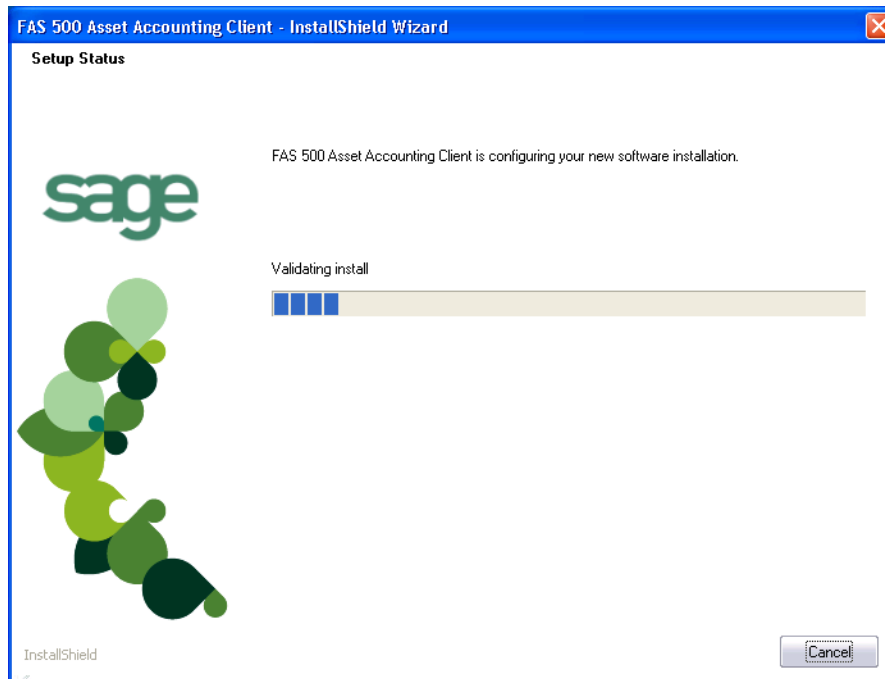 FAS 500 Asset Accounting Client - InstallShield Wizard
Setup Status
FAS 500 Asset Accounting Client is configuring your new software installation.
sage
Validating install
InstallShield
Cancel